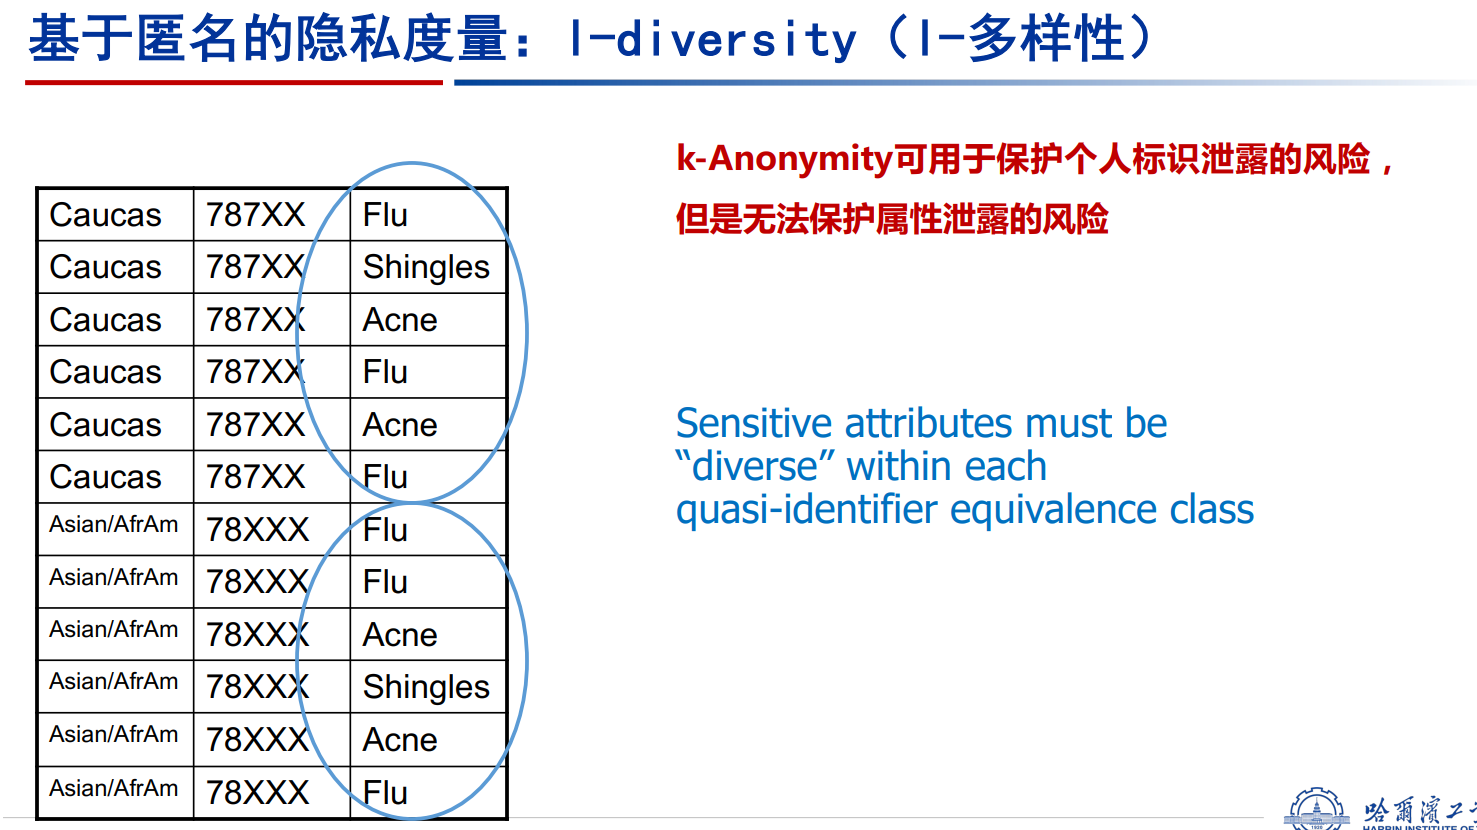 基于匿名的隐私度量：l-diversity（l-多样性）
k-Anonymity可用于保护个人标识泄露的风险，
但是无法保护属性泄露的风险
Caucas 787XX Flu
Caucas 787XX Shingles
Caucas 787XX Acne
Caucas 787XX Flu
Caucas 787XX Acne
Caucas 787XX Flu
Asian/AfrAm 78XXX Flu
Asian/AfrAm 78XXX Flu
Asian/AfrAm 78XXX Acne
Asian/AfrAm 78XXX Shingles
Asian/AfrAm 78XXX Acne
Asian/AfrAm 78XXX Flu
Sensitive attributes must be
“diverse” within each
quasi-identifier equivalence class
哈爾濱工
HARBIN INSTITUTE OF